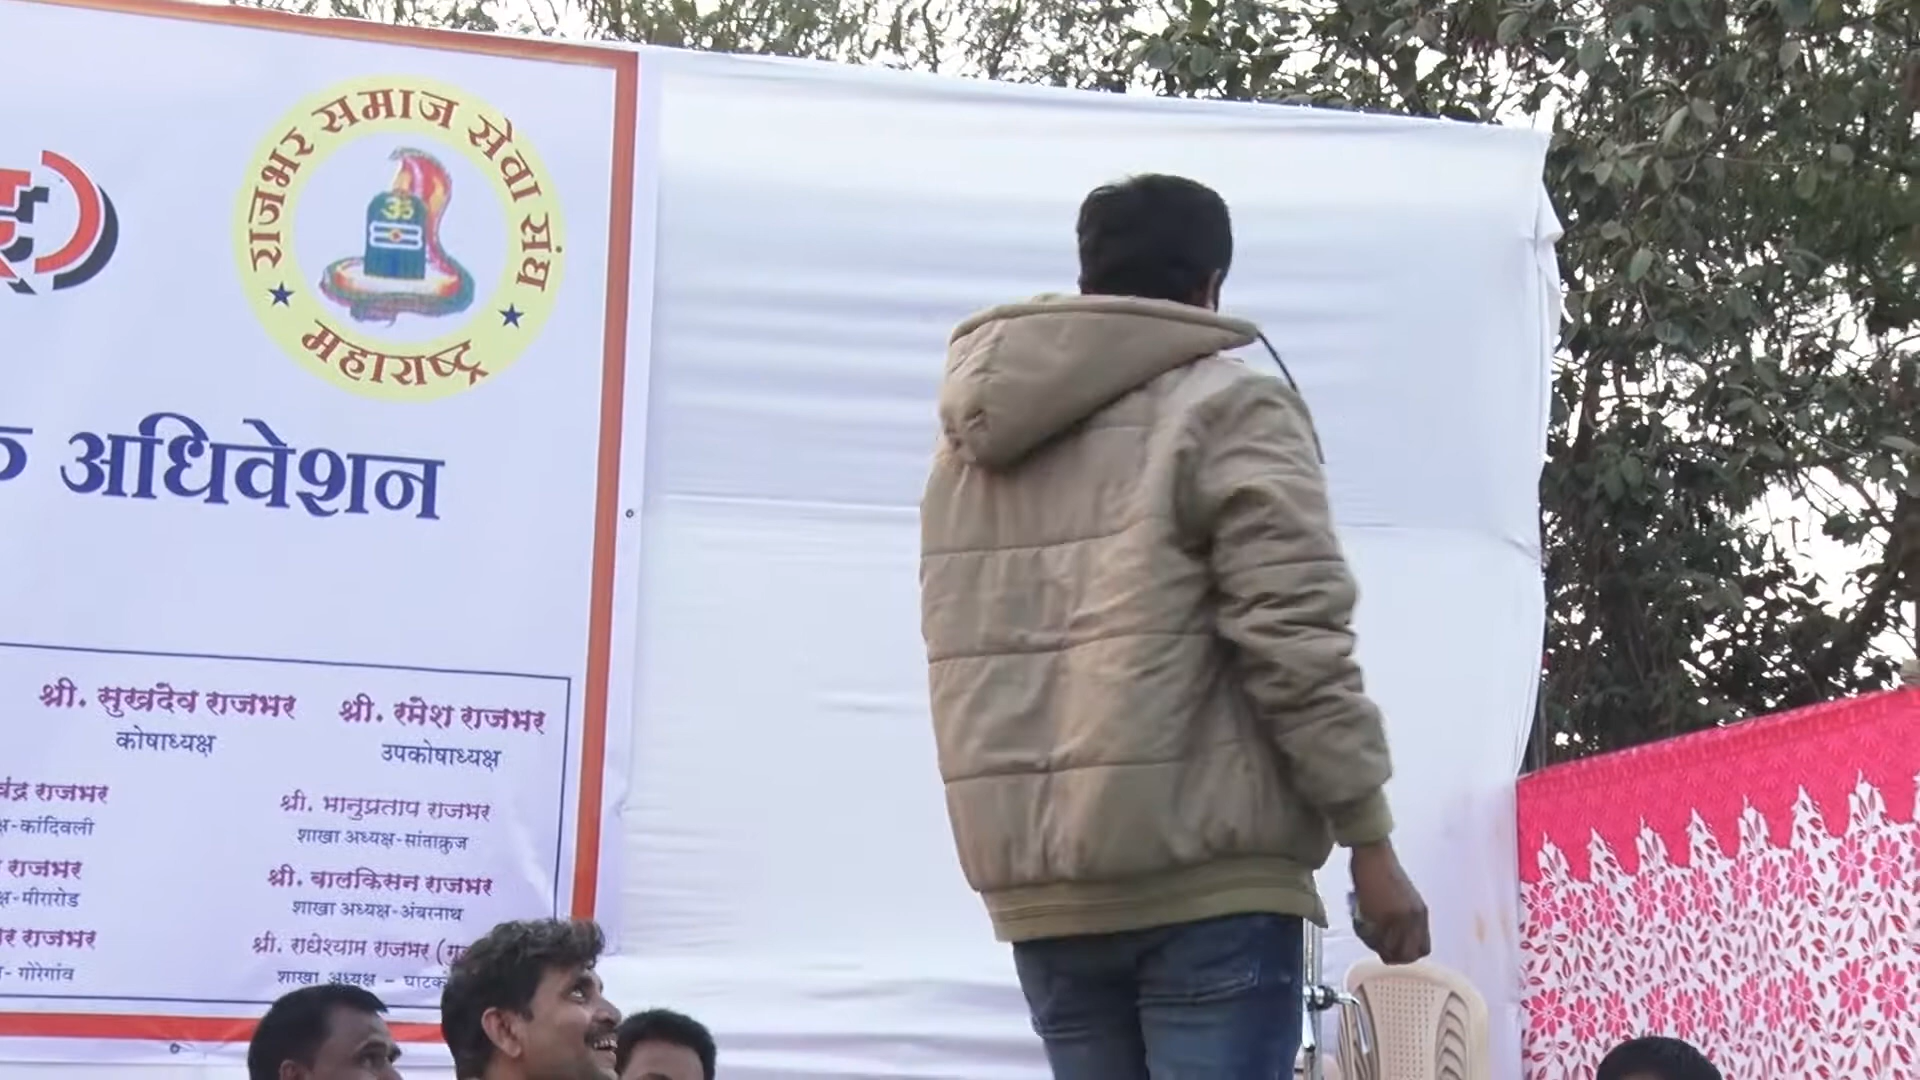 राजभर समाज सेवा संघ
महाराष्ट्र
ॐ
अधिवेशन
श्री. सुखदेव राजभर श्री. रमेश राजभर
कोषाध्यक्ष उपकोषाध्यक्ष
राजभर श्री. भानुप्रताप राजभर
कांदिवली शाखा अध्यक्ष-सांताक्रुज
राजभर श्री. बालकिसन राजभर
मीरारोड शाखा अध्यक्ष-अंबरनाथ
राजभर श्री. राधेश्याम राजभर
- गोरेगांव शाखा अध्यक्ष -